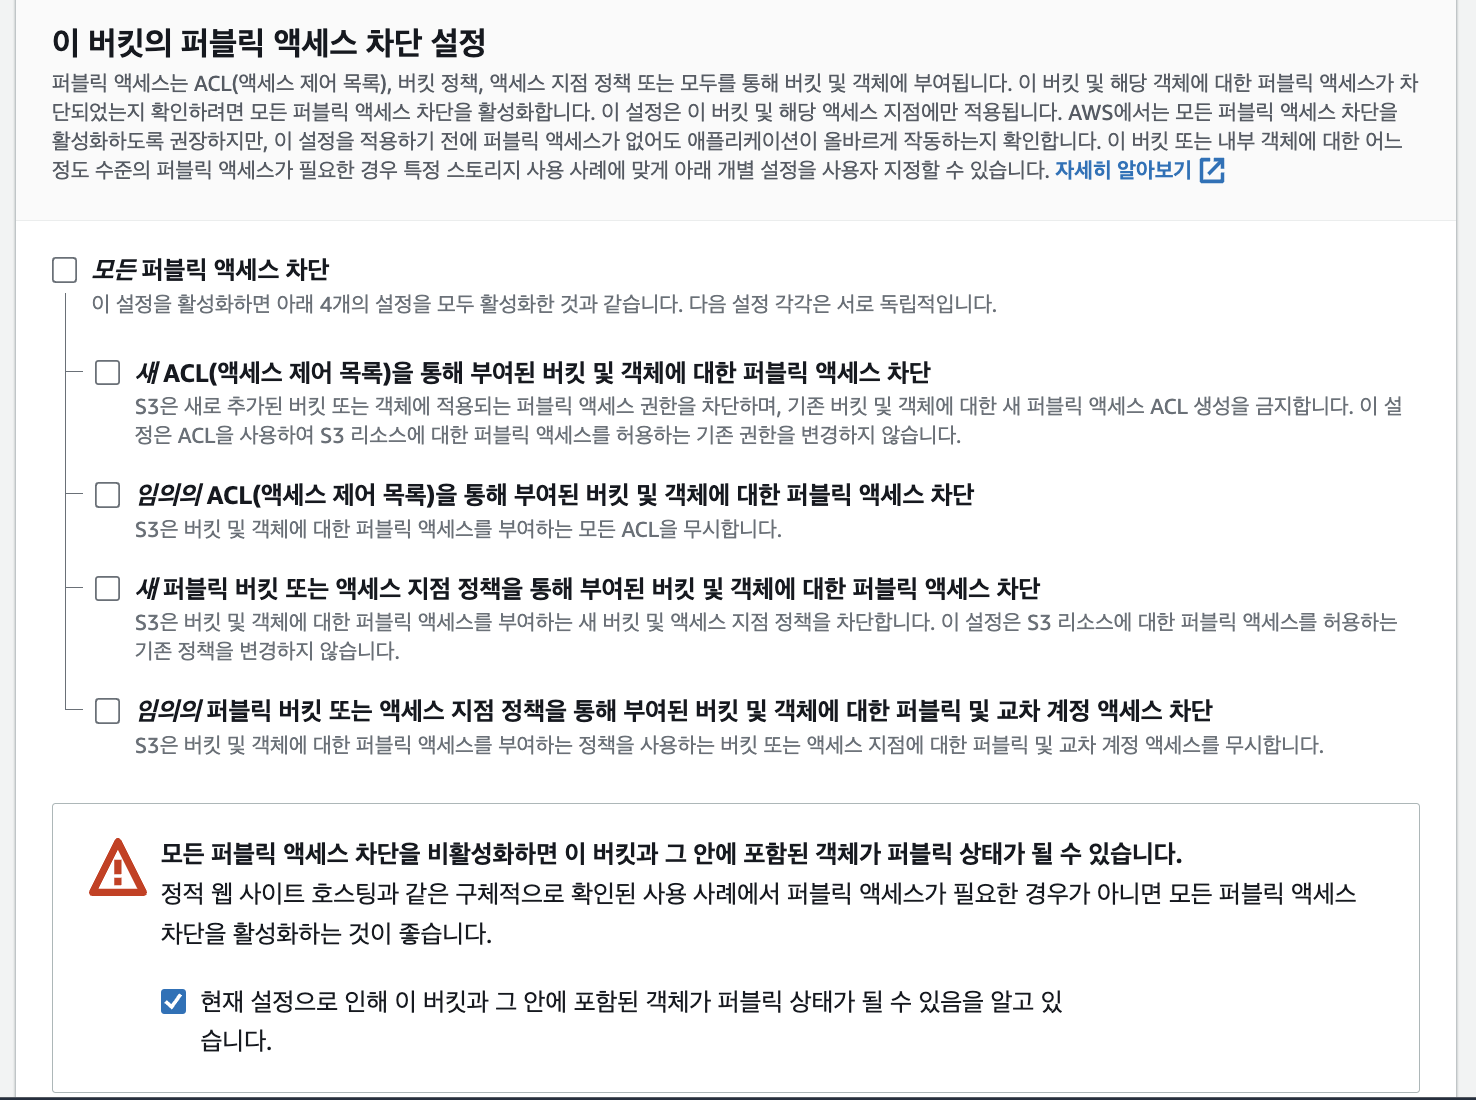 이 버킷의 퍼블릭 액세스 차단 설정
퍼블릭 액세스는 ACL(액세스 제어 목록), 버킷 정책, 액세스 지점 정책 또는 모두를 통해 버킷 및 객체에 부여됩니다. 이 버킷 및 해당 객체에 대한 퍼블릭 액세스가 차
단되었는지 확인하려면 모든 퍼블릭 액세스 차단을 활성화합니다. 이 설정은 이 버킷 및 해당 액세스 지점에만 적용됩니다. AWS에서는 모든 퍼블릭 액세스 차단을
활성화하도록 권장하지만, 이 설정을 적용하기 전에 퍼블릭 액세스가 없어도 애플리케이션이 올바르게 작동하는지 확인합니다. 이 버킷 또는 내부 객체에 대한 어느
정도 수준의 퍼블릭 액세스가 필요한 경우 특정 스토리지 사용 사례에 맞게 아래 개별 설정을 사용자 지정할 수 있습니다. 자세히 알아보기
모든 퍼블릭 액세스 차단
이 설정을 활성화하면 아래 4개의 설정을 모두 활성화한 것과 같습니다. 다음 설정 각각은 서로 독립적입니다.
새 ACL(액세스 제어 목록)을 통해 부여된 버킷 및 객체에 대한 퍼블릭 액세스 차단
S3은 새로 추가된 버킷 또는 객체에 적용되는 퍼블릭 액세스 권한을 차단하며, 기존 버킷 및 객체에 대한 새 퍼블릭 액세스 ACL 생성을 금지합니다. 이 설
정은 ACL을 사용하여 S3 리소스에 대한 퍼블릭 액세스를 허용하는 기존 권한을 변경하지 않습니다.
임의의 ACL(액세스 제어 목록)을 통해 부여된 버킷 및 객체에 대한 퍼블릭 액세스 차단
S3은 버킷 및 객체에 대한 퍼블릭 액세스를 부여하는 모든 ACL을 무시합니다.
새 퍼블릭 버킷 또는 액세스 지점 정책을 통해 부여된 버킷 및 객체에 대한 퍼블릭 액세스 차단
S3은 버킷 및 객체에 대한 퍼블릭 액세스를 부여하는 새 버킷 및 액세스 지점 정책을 차단합니다. 이 설정은 S3 리소스에 대한 퍼블릭 액세스를 허용하는
기존 정책을 변경하지 않습니다.
임의의 퍼블릭 버킷 또는 액세스 지점 정책을 통해 부여된 버킷 및 객체에 대한 퍼블릭 및 교차 계정 액세스 차단
S3은 버킷 및 객체에 대한 퍼블릭 액세스를 부여하는 정책을 사용하는 버킷 또는 액세스 지점에 대한 퍼블릭 및 교차 계정 액세스를 무시합니다.
모든 퍼블릭 액세스 차단을 비활성화하면 이 버킷과 그 안에 포함된 객체가 퍼블릭 상태가 될 수 있습니다.
정적 웹 사이트 호스팅과 같은 구체적으로 확인된 사용 사례에서 퍼블릭 액세스가 필요한 경우가 아니면 모든 퍼블릭 액세스
차단을 활성화하는 것이 좋습니다.
현재 설정으로 인해 이 버킷과 그 안에 포함된 객체가 퍼블릭 상태가 될 수 있음을 알고 있
습니다.